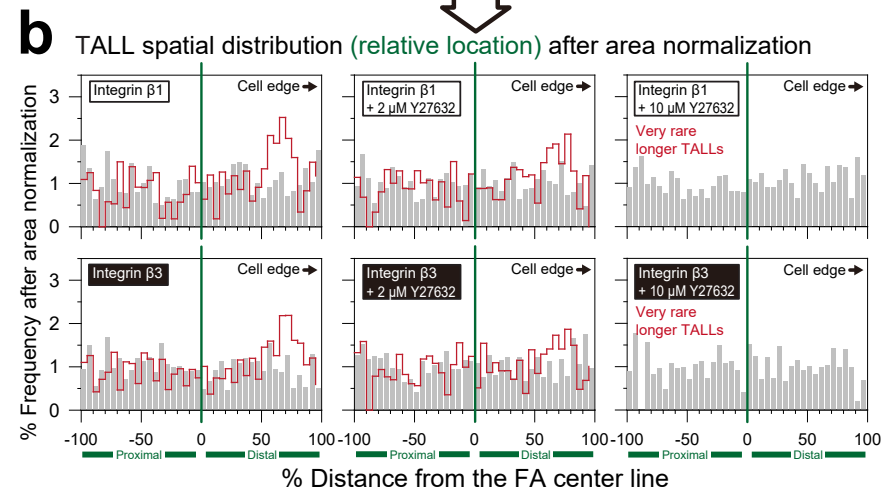 b
TALL spatial distribution (relative location) after area normalization
% Frequency after area normalization
Integrin β1
Cell edge
Integrin β1
+ 2 μM Y27632
Cell edge
Integrin β1
+ 10 μM Y27632
Cell edge
Very rare
longer TALLs
3
2
1
0
Integrin β3
Cell edge
Integrin β3
+ 2 μM Y27632
Cell edge
Integrin β3
+ 10 μM Y27632
Cell edge
Very rare
longer TALLs
3
2
1
0
-100 -50 0 50 100 -100 -50 0 50 100 -100 -50 0 50 100
Proximal Distal Proximal Distal Proximal Distal
% Distance from the FA center line